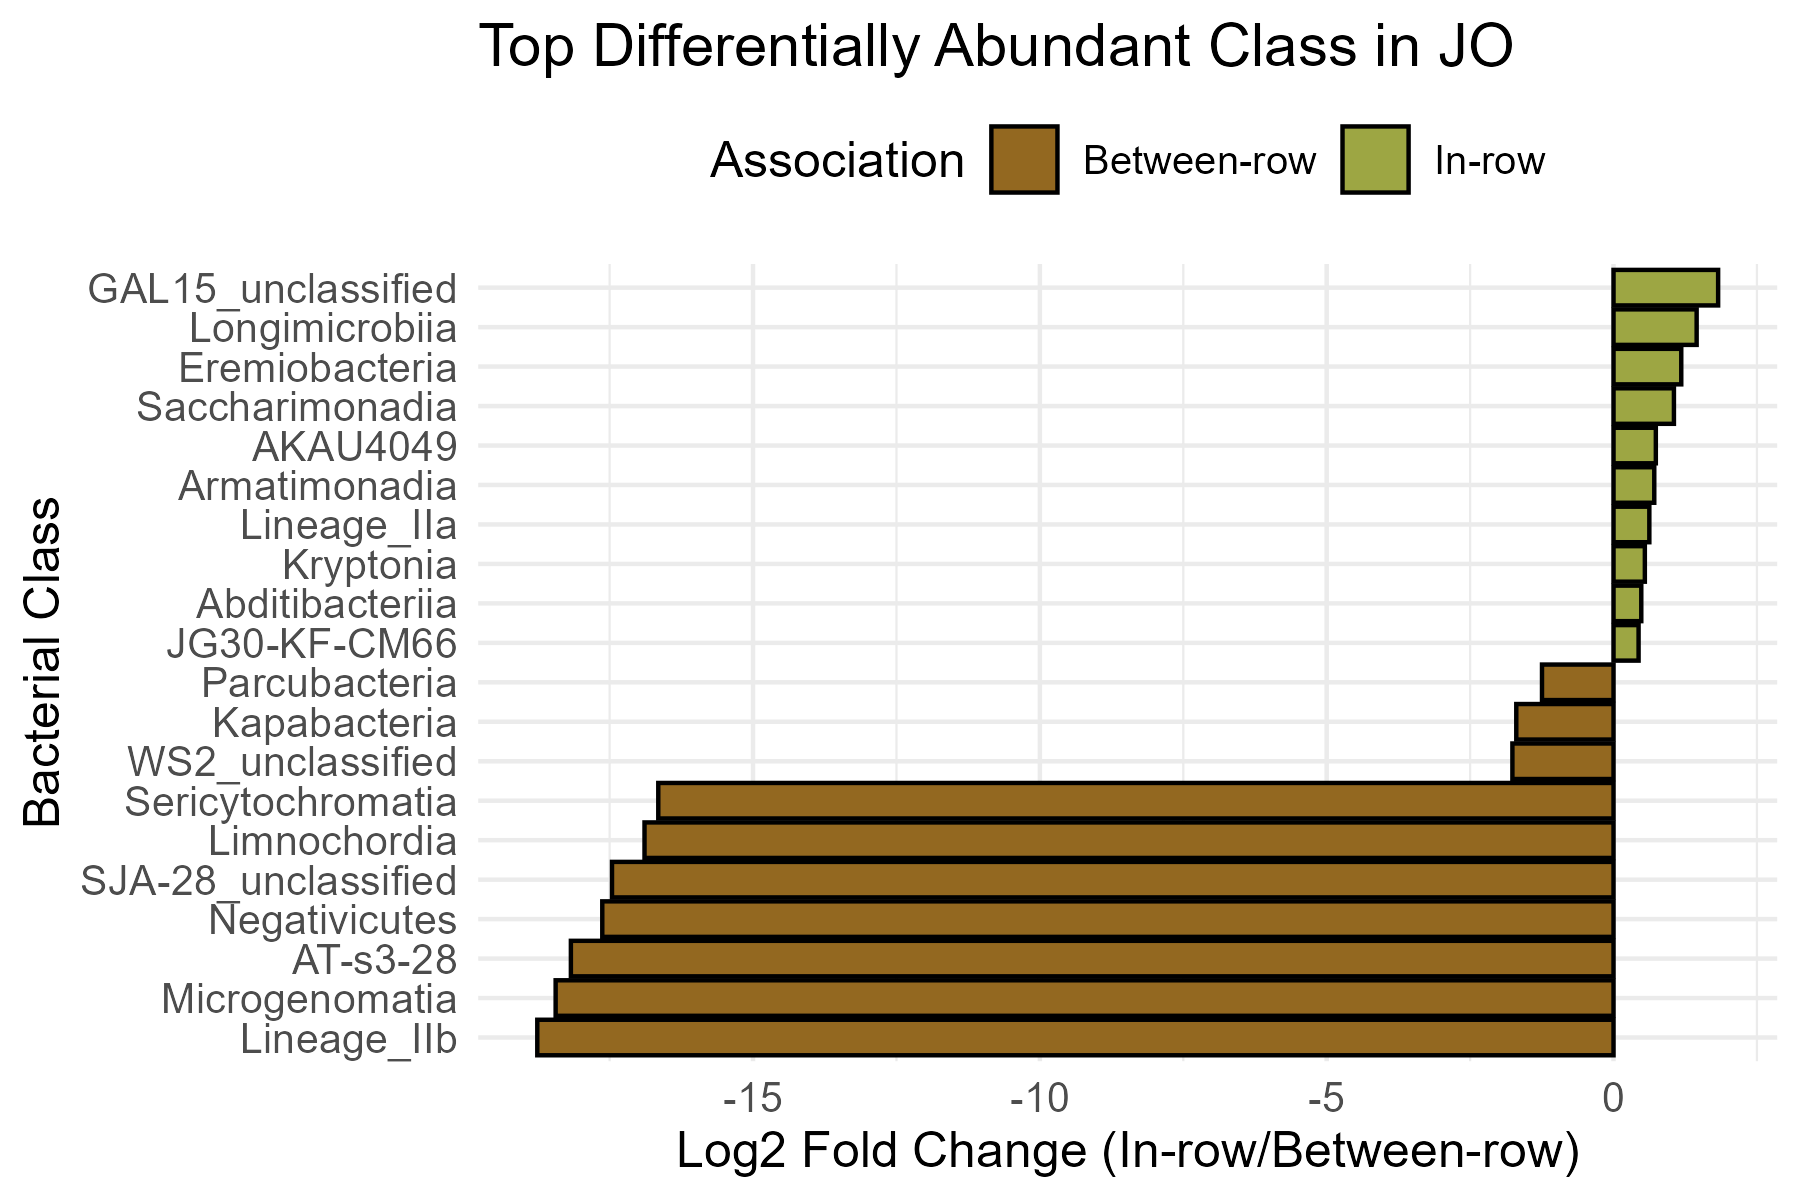 Top Differentially Abundant Class in JO
Association Between-row In-row
Bacterial Class
GAL15_unclassified
Longimicrobiia
Eremiobacteria
Saccharimonadia
AKAU4049
Armatimonadia
Lineage_IIa
Kryptonia
Abditibacteriia
JG30-KF-CM66
Parcubacteria
Kapabacteria
WS2_unclassified
Sericytochromatia
Limnochordia
SJA-28_unclassified
Negativicutes
AT-s3-28
Microgenomatia
Lineage_IIb
-15 -10 -5 0
Log2 Fold Change (In-row/Between-row)